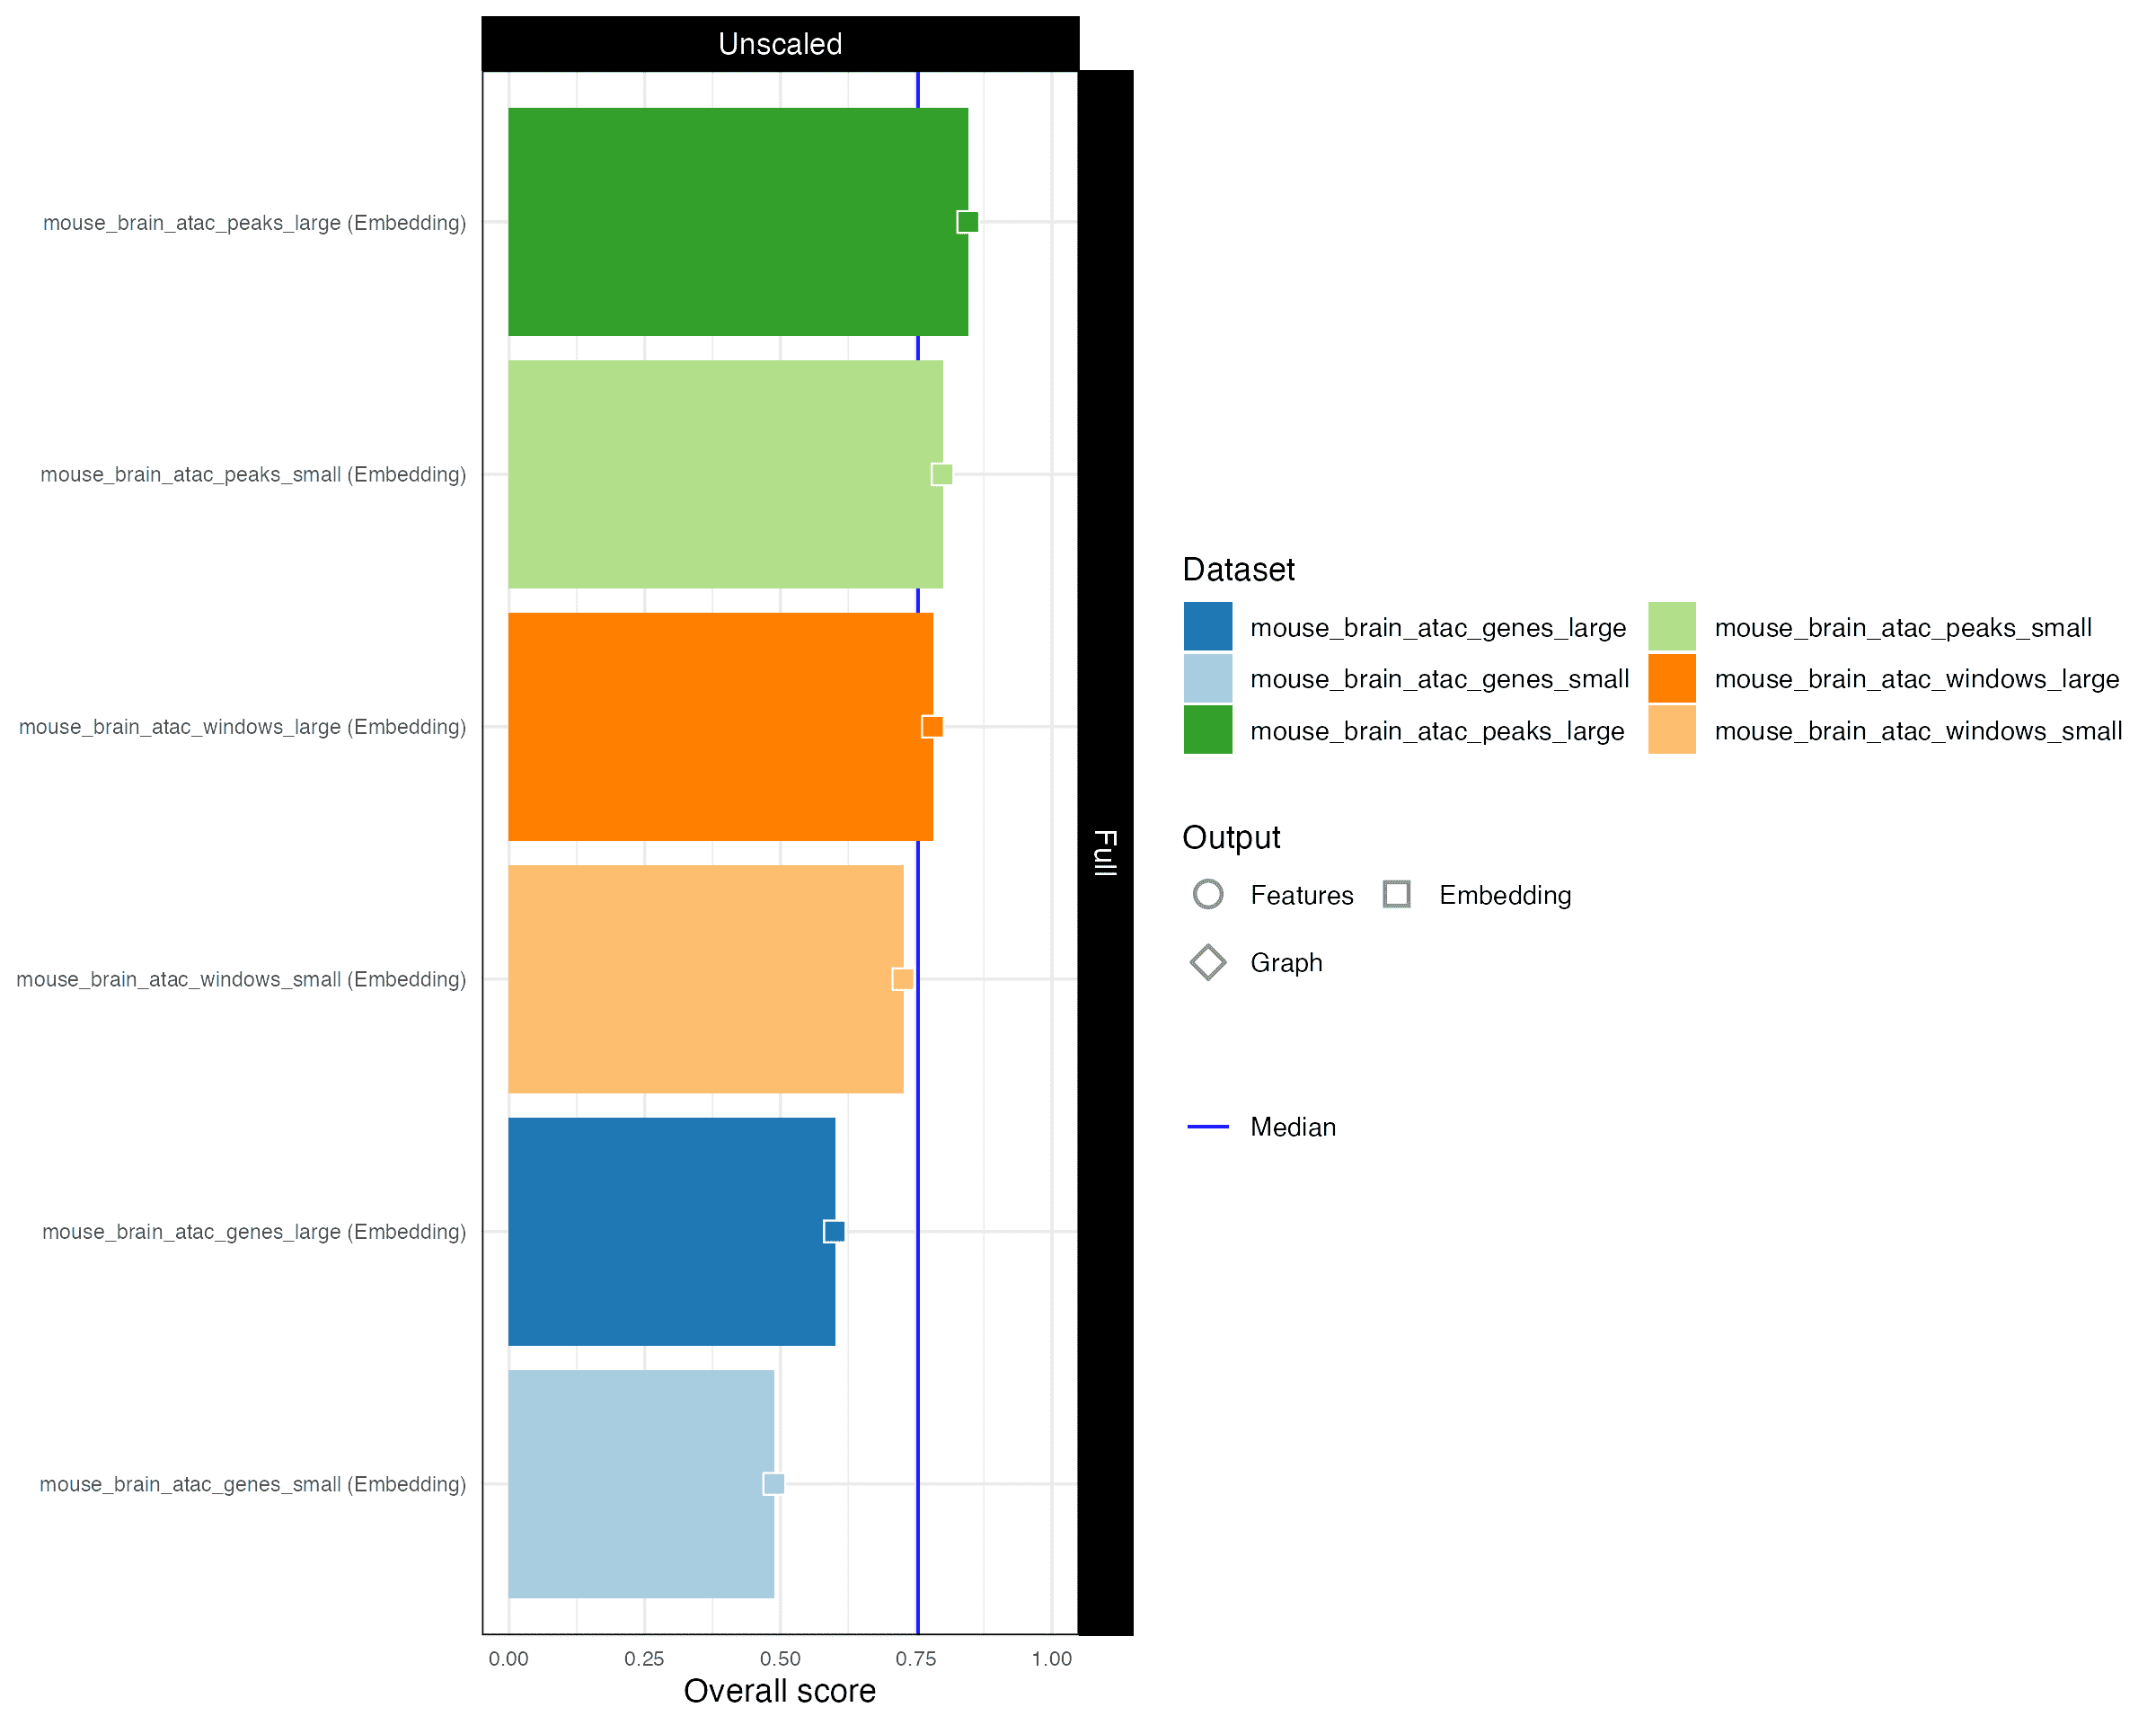 Unscaled
mouse_brain_atac_peaks_large (Embedding)
mouse_brain_atac_peaks_small (Embedding)
mouse_brain_atac_windows_large (Embedding)
mouse_brain_atac_windows_small (Embedding)
mouse_brain_atac_genes_large (Embedding)
mouse_brain_atac_genes_small (Embedding)
0.00 0.25 0.50 0.75 1.00
Overall score
Full
Dataset
mouse_brain_atac_genes_large mouse_brain_atac_peaks_small
mouse_brain_atac_genes_small mouse_brain_atac_windows_large
mouse_brain_atac_peaks_large mouse_brain_atac_windows_small
Output
Features Embedding
Graph
Median